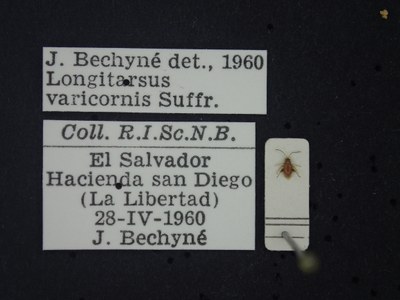 J. Bechyné det., 1960
Longitarsus
varicornis Suffr.
Coll. R.I.Sc.N.B.
El Salvador
Hacienda san Diego
(La Libertad)
28-IV-1960
J. Bechyné